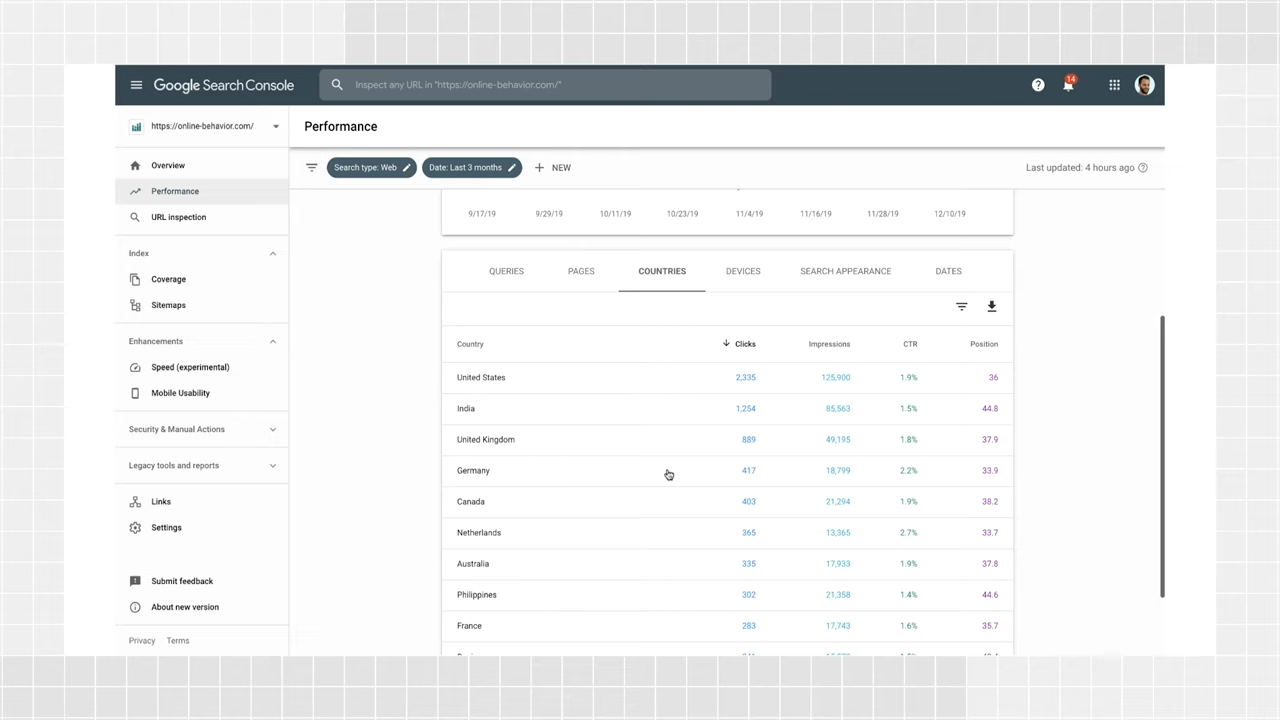 Google Search Console
Inspect any URL in "https://online-behavior.com/"
14
https://online-behavior.com/
Performance
Overview
Performance
URL inspection
Index
Coverage
Sitemaps
Enhancements
Speed (experimental)
Mobile Usability
Security & Manual Actions
Legacy tools and reports
Links
Settings
Submit feedback
About new version
Privacy Terms
Search type: Web Date: Last 3 months NEW Last updated: 4 hours ago
9/17/19 9/29/19 10/11/19 10/23/19 11/4/19 11/16/19 11/28/19 12/10/19
QUERIES PAGES COUNTRIES DEVICES SEARCH APPEARANCE DATES
Country Clicks Impressions CTR Position
United States 2,335 125,900 1.9% 36
India 1,254 85,563 1.5% 44.8
United Kingdom 889 49,195 1.8% 37.9
Germany 417 18,799 2.2% 33.9
Canada 403 21,294 1.9% 38.2
Netherlands 365 13,365 2.7% 33.7
Australia 335 17,933 1.9% 37.8
Philippines 302 21,358 1.4% 44.6
France 283 17,743 1.6% 35.7